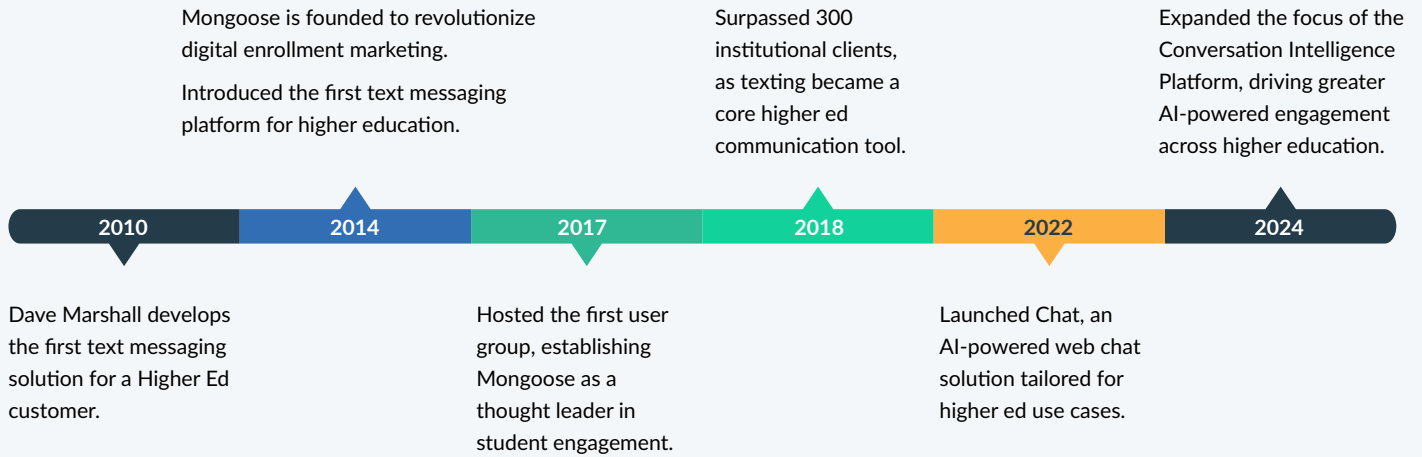 Mongoose is founded to revolutionize
digital enrollment marketing.
Introduced the first text messaging
platform for higher education.
Surpassed 300
institutional clients,
as texting became a
core higher ed
communication tool.
Expanded the focus of the
Conversation Intelligence
Platform, driving greater
AI-powered engagement
across higher education.
2010
2014
2017
2018
2022
2024
Dave Marshall develops
the first text messaging
solution for a Higher Ed
customer.
Hosted the first user
group, establishing
Mongoose as a
thought leader in
student engagement.
Launched Chat, an
AI-powered web chat
solution tailored for
higher ed use cases.